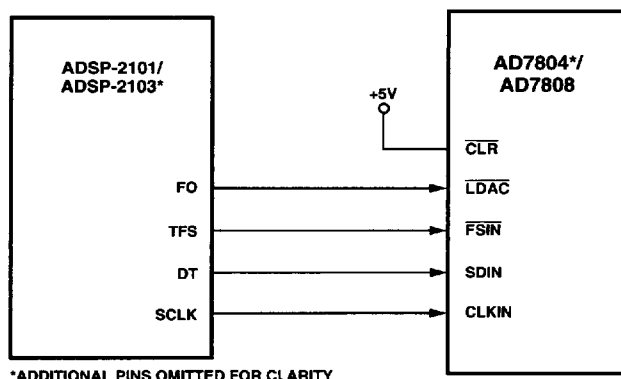 ADSP-2101/
ADSP-2103*
AD7804*/
AD7808
+5V
CLR
FO
LDAC
TFS
FSIN
DT
SDIN
SCLK
CLKIN
*ADDITIONAL PINS OMITTED FOR CLARITY